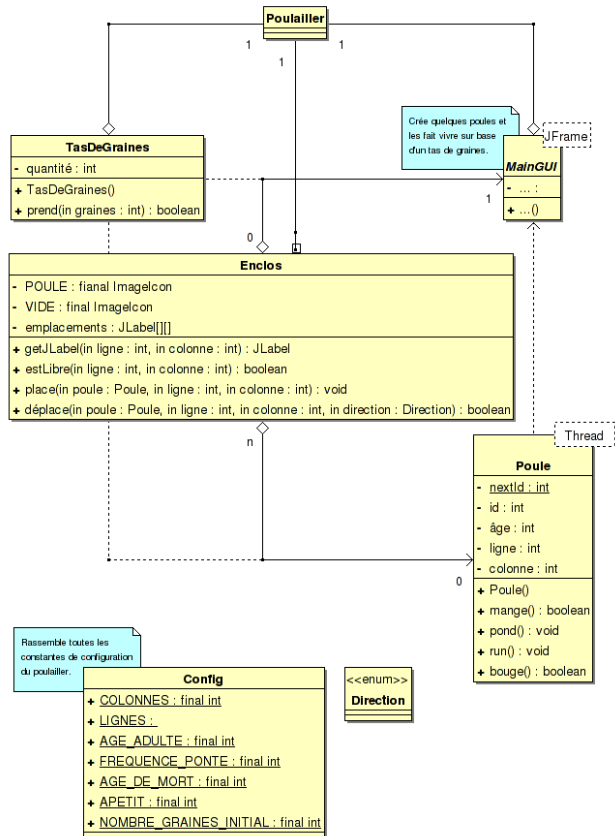 Poulailler
1
1
1
Crée quelques poules et
les fait vivre sur base
d'un tas de graines.
JFrame
TasDeGraines
- quantité : int
+ TasDeGraines()
+ prend(in graines : int) : boolean
MainGUI
- ... :
+ ...()
1
0
Enclos
- POULE : fianal ImageIcon
- VIDE : final ImageIcon
- emplacements : JLabel[][]
+ getJLabel(in ligne : int, in colonne : int) : JLabel
+ estLibre(in ligne : int, in colonne : int) : boolean
+ place(in poule : Poule, in ligne : int, in colonne : int) : void
+ déplace(in poule : Poule, in ligne : int, in colonne : int, in direction : Direction) : boolean
n
Thread
Poule
- nextId : int
- id : int
- âge : int
- ligne : int
- colonne : int
+ Poule()
+ mange() : boolean
+ pond() : void
+ run() : void
+ bouge() : boolean
0
Rassemble toutes les
constantes de configuration
du poulailler.
Config
+ COLONNES : final int
+ LIGNES :
+ AGE_ADULTE : final int
+ FREQUENCE_PONTE : final int
+ AGE_DE_MORT : final int
+ APETIT : final int
+ NOMBRE_GRAINES_INITIAL : final int
<<enum>>
Direction